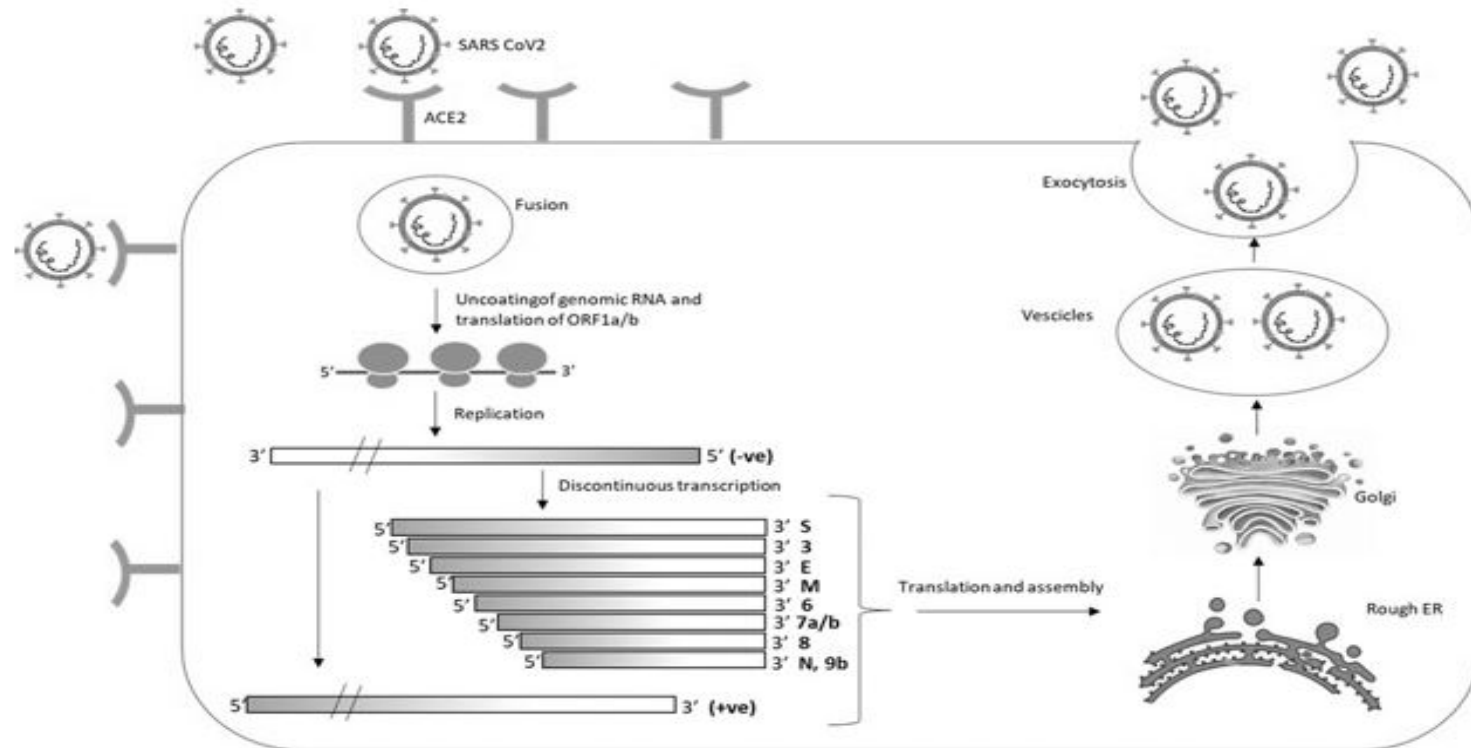 SARS CoV2
ACE2
Fusion
Exocytosis
Uncoatingof genomic RNA and
translation of ORF1a/b
Vescicles
5’ 3’
Replication
3’ 5’ (-ve)
Discontinuous transcription
Golgi
5’ 3’ S
5’ 3’ 3
5’ 3’ E
5’ 3’ M
5’ 3’ 6
5’ 3’ 7a/b
5’ 3’ 8
5’ 3’ N, 9b
Translation and assembly
Rough ER
5’ 3’ (+ve)